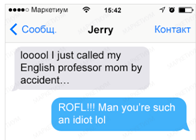 Маркетиум 15:42
Сообщ. Jerry Контакт
looool I just called my
English professor mom by
accident…
ROFL!!! Man you're such
an idiot lol